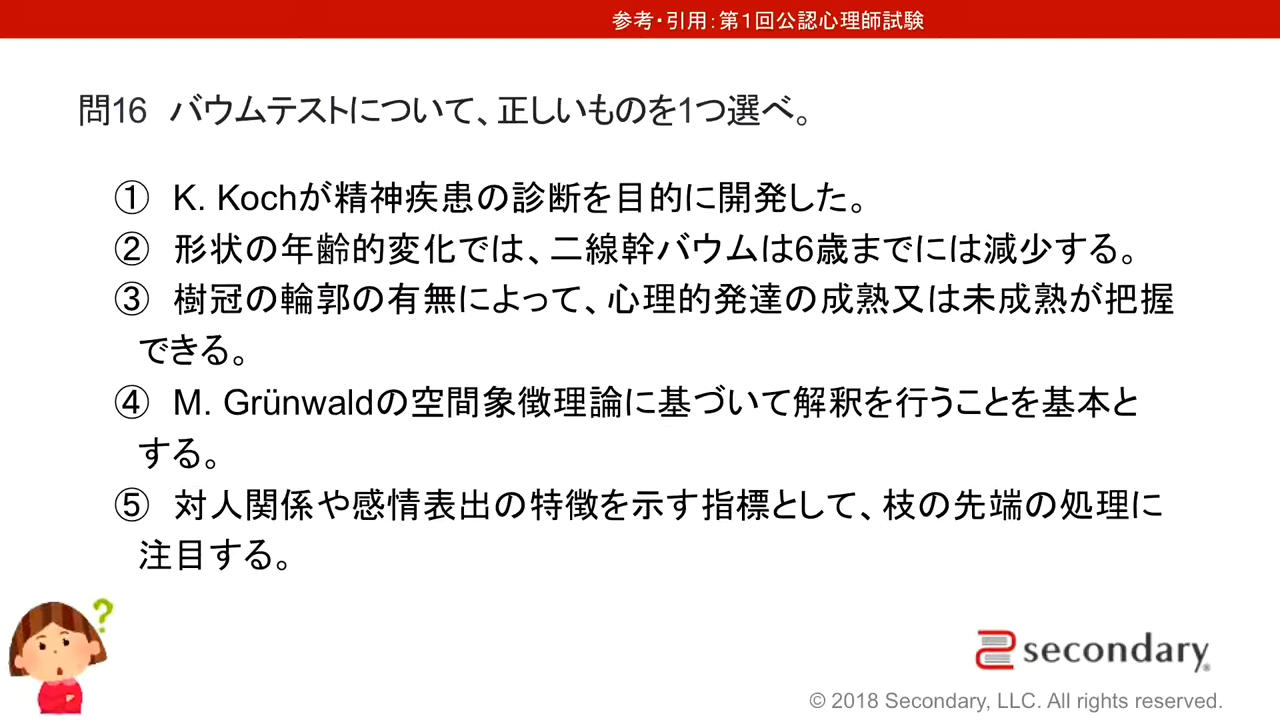 参考・引用：第１回公認心理師試験
問16　バウムテストについて、正しいものを1つ選べ。
①　K. Kochが精神疾患の診断を目的に開発した。
②　形状の年齢的変化では、二線幹バウムは6歳までには減少する。
③　樹冠の輪郭の有無によって、心理的発達の成熟又は未成熟が把握
できる。
④　M. Grünwaldの空間象徴理論に基づいて解釈を行うことを基本と
する。
⑤　対人関係や感情表出の特徴を示す指標として、枝の先端の処理に
注目する。
?
secondary®
© 2018 Secondary, LLC. All rights reserved.